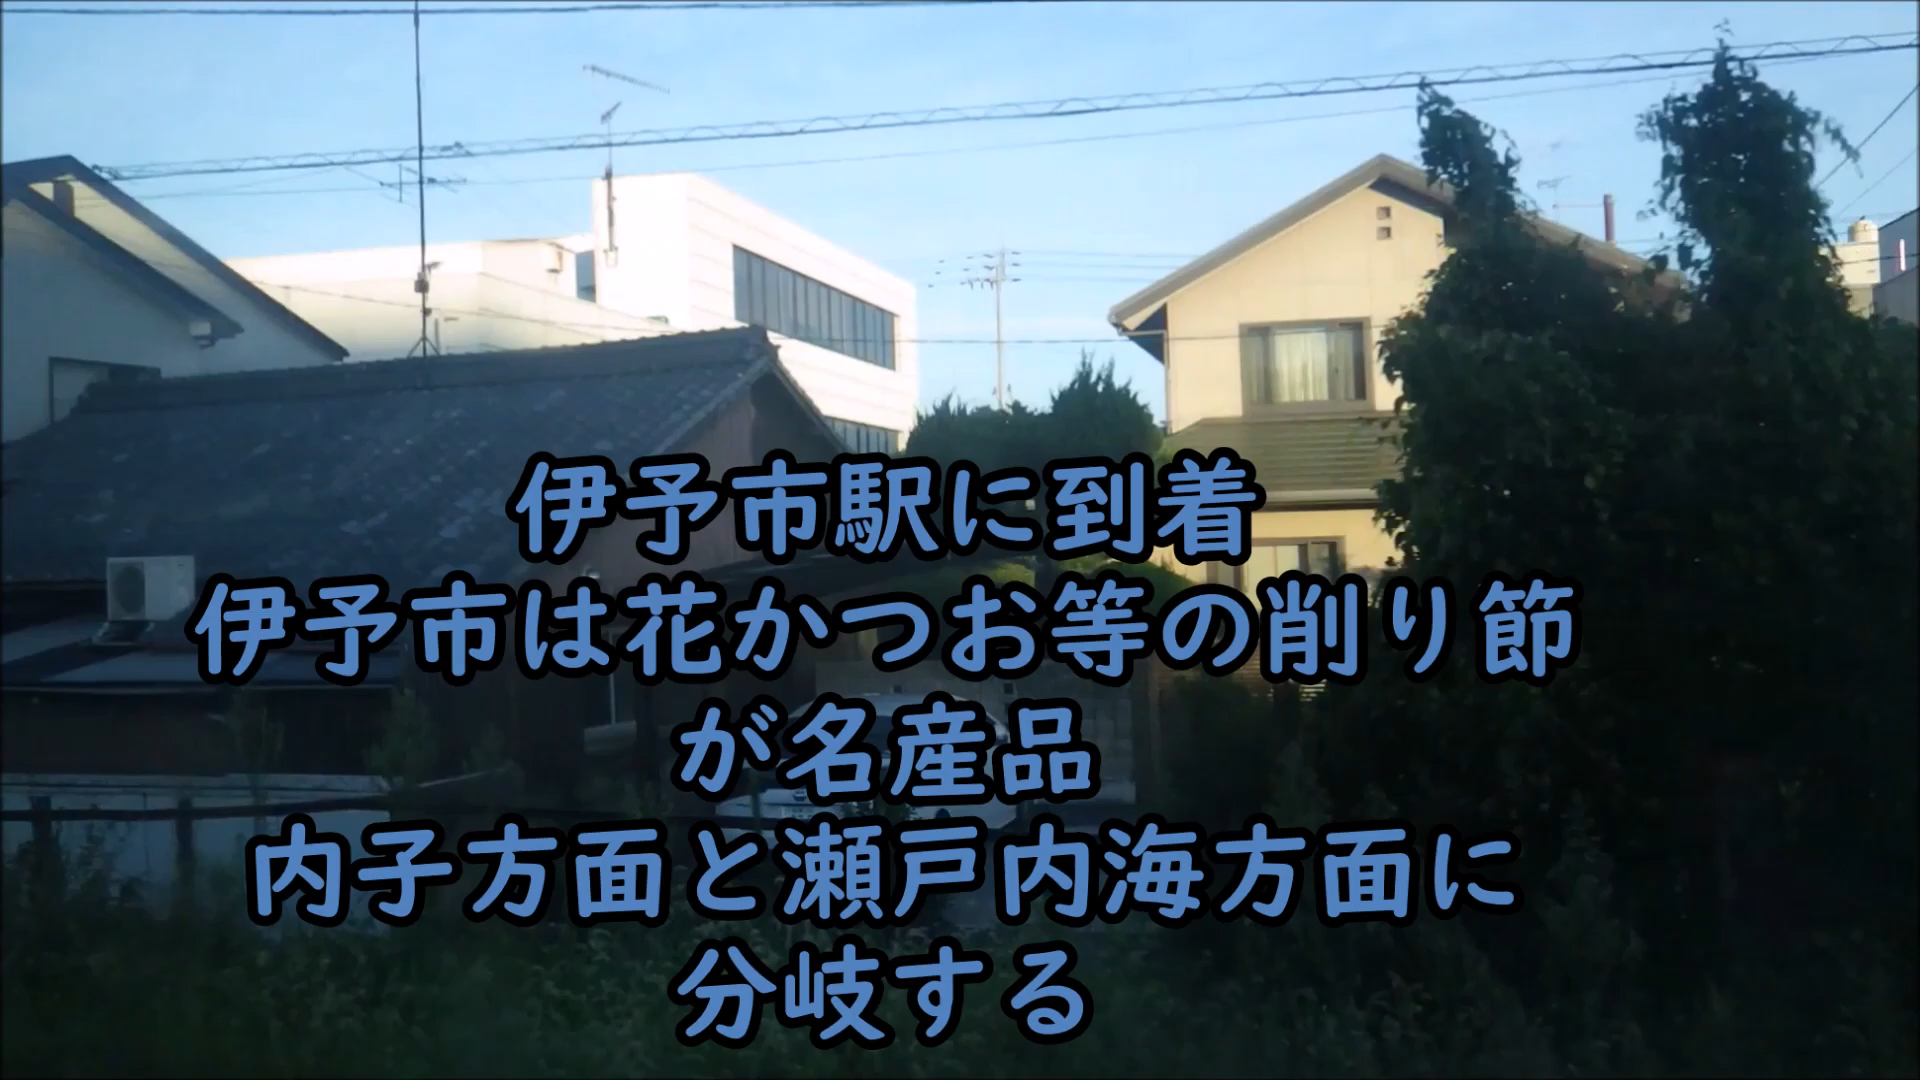 伊予市駅に到着
伊予市は花かつお等の削り節
が名産品
内子方面と瀬戸内海方面に
分岐する